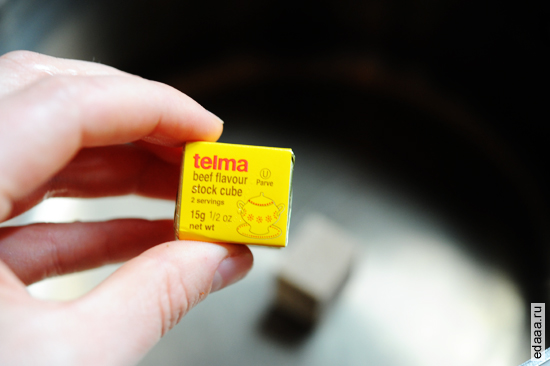 telma
beef flavour
stock cube
2 servings
15g 1/2 oz
net wt
U
Parve
edaaa.ru